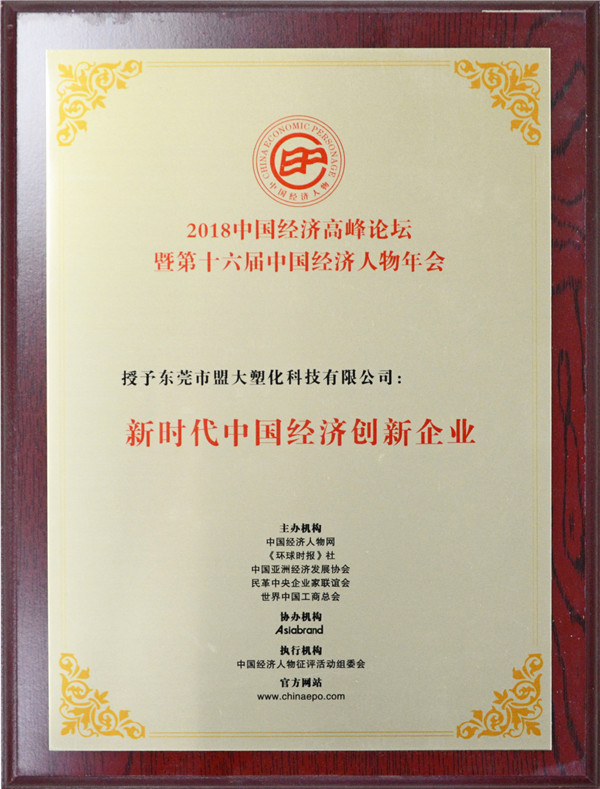 CHINA ECONOMIC PERSONAGE
中国经济人物
2018中国经济高峰论坛
暨第十六届中国经济人物年会
授予东莞市盟大塑化科技有限公司：
新时代中国经济创新企业
主办机构
中国经济人物网
《环球时报》社
中国亚洲经济发展协会
民革中央企业家联谊会
世界中国工商总会
协办机构
Asiabrand
执行机构
中国经济人物征评活动组委会
官方网站
www.chinaepo.com